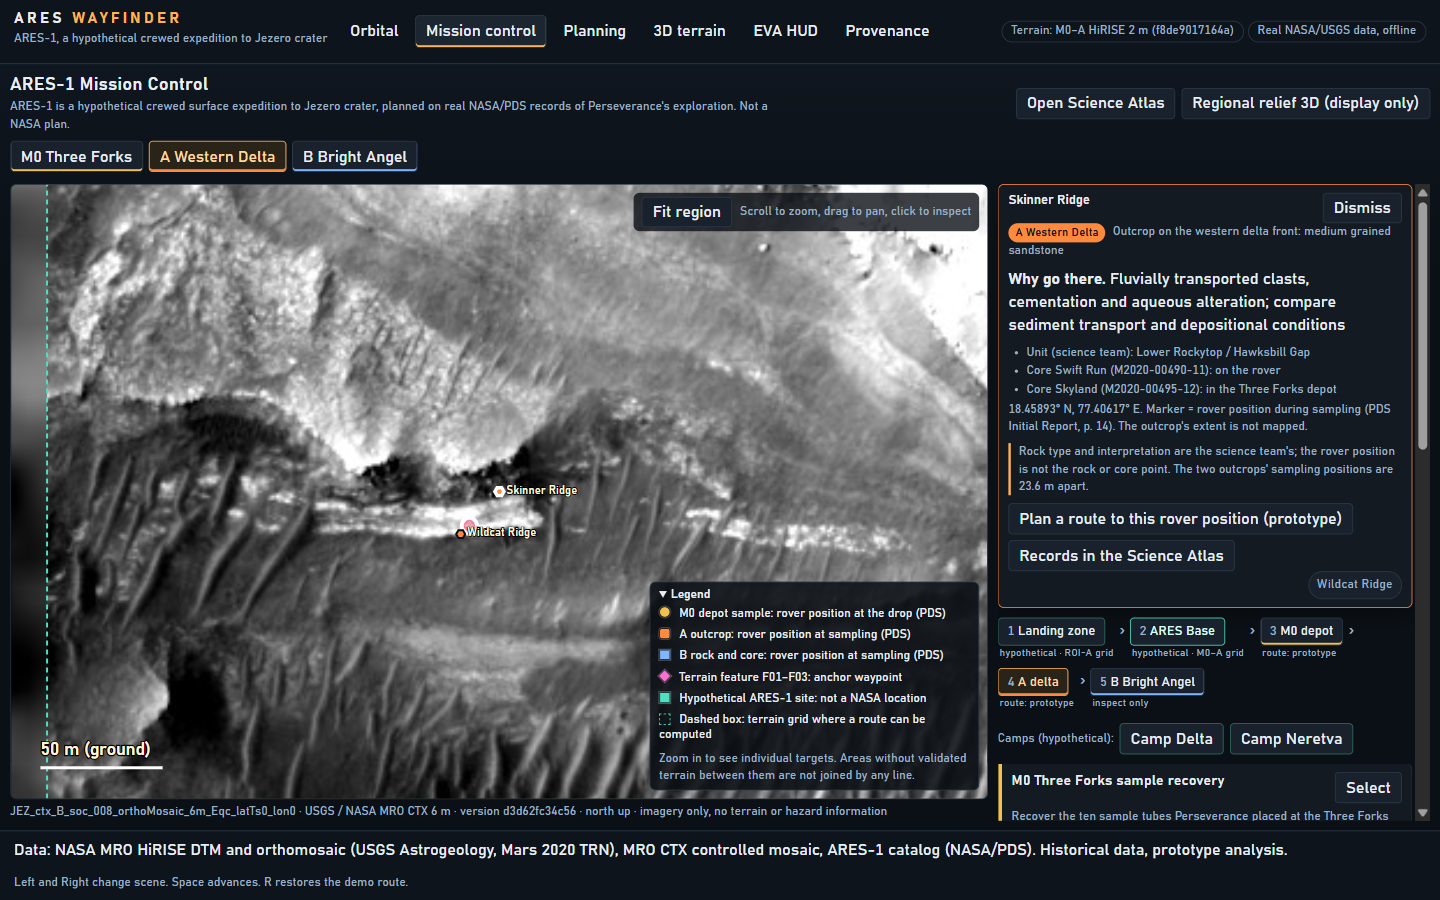 ARES WAYFINDER
ARES-1, a hypothetical crewed expedition to Jezero crater
Orbital
Mission control
Planning
3D terrain
EVA HUD
Provenance
Terrain: M0-A HiRISE 2 m (f8de9017164a)
Real NASA/USGS data, offline
ARES-1 Mission Control
ARES-1 is a hypothetical crewed surface expedition to Jezero crater, planned on real NASA/PDS records of Perseverance's exploration. Not a
NASA plan.
Open Science Atlas
Regional relief 3D (display only)
M0 Three Forks
A Western Delta
B Bright Angel
Fit region
Scroll to zoom, drag to pan, click to inspect
Skinner Ridge
Wildcat Ridge
50 m (ground)
▼ Legend
M0 depot sample: rover position at the drop (PDS)
A outcrop: rover position at sampling (PDS)
B rock and core: rover position at sampling (PDS)
Terrain feature F01-F03: anchor waypoint
Hypothetical ARES-1 site: not a NASA location
Dashed box: terrain grid where a route can be
computed
Zoom in to see individual targets. Areas without validated
terrain between them are not joined by any line.
JEZ_ctx_B_soc_008_orthoMosaic_6m_Eqc_latTs0_lon0 · USGS / NASA MRO CTX 6 m · version d3d62fc34c56 · north up · imagery only, no terrain or hazard information
Skinner Ridge
Dismiss
A Western Delta
Outcrop on the western delta front: medium grained
sandstone
Why go there. Fluvially transported clasts,
cementation and aqueous alteration; compare
sediment transport and depositional conditions
• Unit (science team): Lower Rockytop / Hawksbill Gap
• Core Swift Run (M2020-00490-11): on the rover
• Core Skyland (M2020-00495-12): in the Three Forks depot
18.45893° N, 77.40617° E. Marker = rover position during sampling (PDS
Initial Report, p. 14). The outcrop's extent is not mapped.
Rock type and interpretation are the science team's; the rover position
is not the rock or core point. The two outcrops' sampling positions are
23.6 m apart.
Plan a route to this rover position (prototype)
Records in the Science Atlas
Wildcat Ridge
1 Landing zone
›
2 ARES Base
›
3 M0 depot
›
hypothetical · ROI-A grid
hypothetical · M0-A grid
route: prototype
4 A delta
›
5 B Bright Angel
route: prototype
inspect only
Camps (hypothetical):
Camp Delta
Camp Neretva
M0 Three Forks sample recovery
Select
Recover the ten sample tubes Perseverance placed at the Three Forks
Data: NASA MRO HiRISE DTM and orthomosaic (USGS Astrogeology, Mars 2020 TRN), MRO CTX controlled mosaic, ARES-1 catalog (NASA/PDS). Historical data, prototype analysis.
Left and Right change scene. Space advances. R restores the demo route.